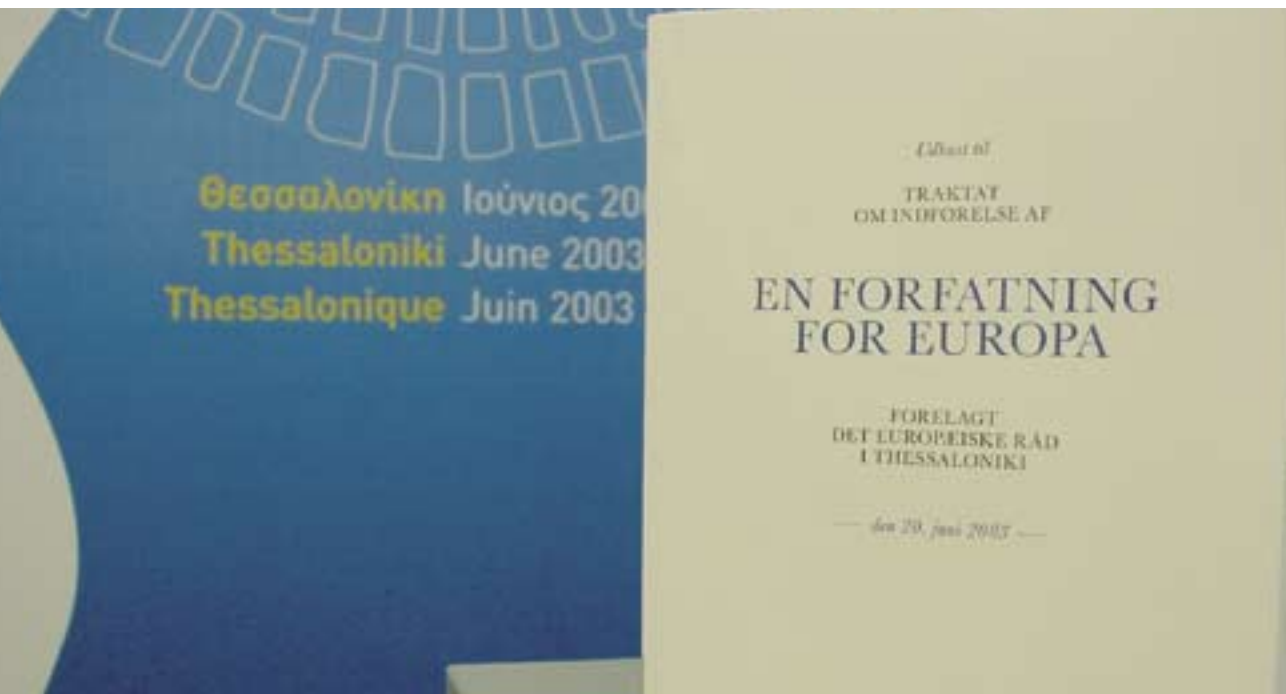 Θεσσαλονίκη Ιούνιος 20
Thessaloniki June 2003
Thessalonique Juin 2003
Udkast til
TRAKTAT
OM INDFØRELSE AF
EN FORFATNING
FOR EUROPA
FORELAGT
DET EUROPÆISKE RÅD
I THESSALONIKI
— den 20. juni 2003 —